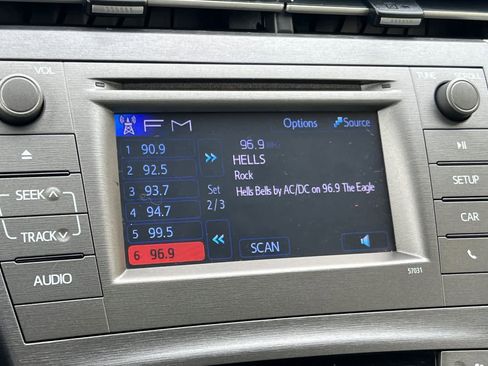 VOL
TUNE SCROLL
FM
Options
Source
1 90.9
2 92.5
3 93.7
4 94.7
5 99.5
6 96.9
Set
2/3
96.9 MHz
HELLS
Rock
Hells Bells by AC/DC on 96.9 The Eagle
SCAN
SEEK
TRACK
AUDIO
SETUP
CAR
57031